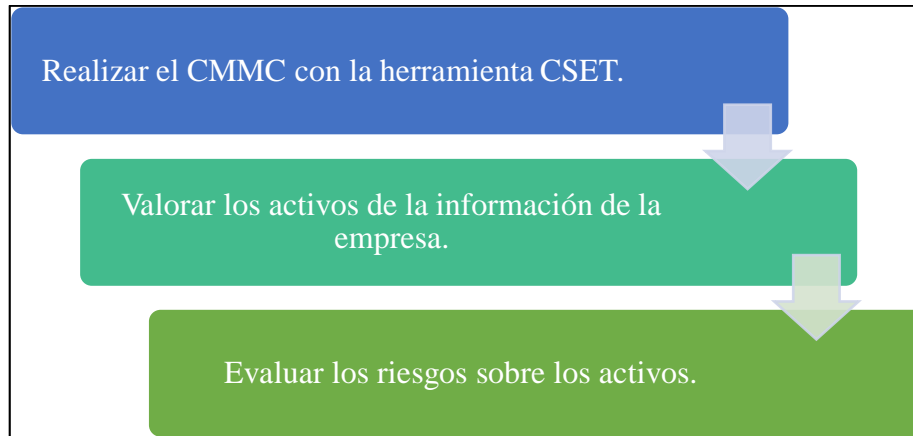 Realizar el CMMC con la herramienta CSET.
Valorar los activos de la información de la
empresa.
Evaluar los riesgos sobre los activos.